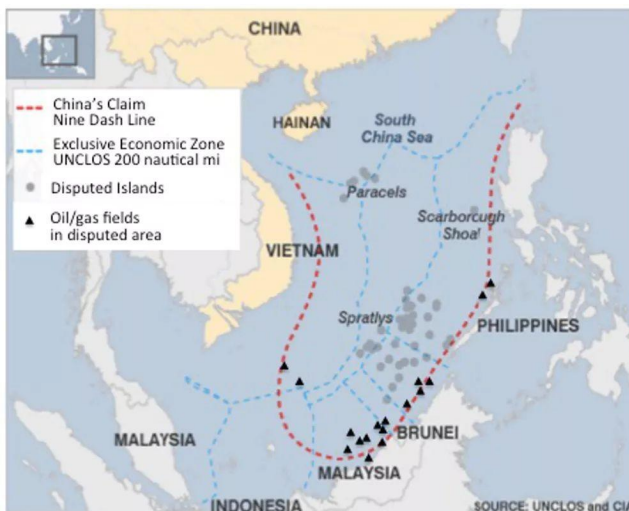 CHINA
China's Claim
Nine Dash Line
Exclusive Economic Zone
UNCLOS 200 nautical mi
Disputed Islands
Oil/gas fields
in disputed area
HAINAN
South
China Sea
Paracels
Scarborough
Shoal
VIETNAM
Spratlys
PHILIPPINES
MALAYSIA
BRUNEI
MALAYSIA
INDONESIA
SOURCE: UNCLOS and CIA